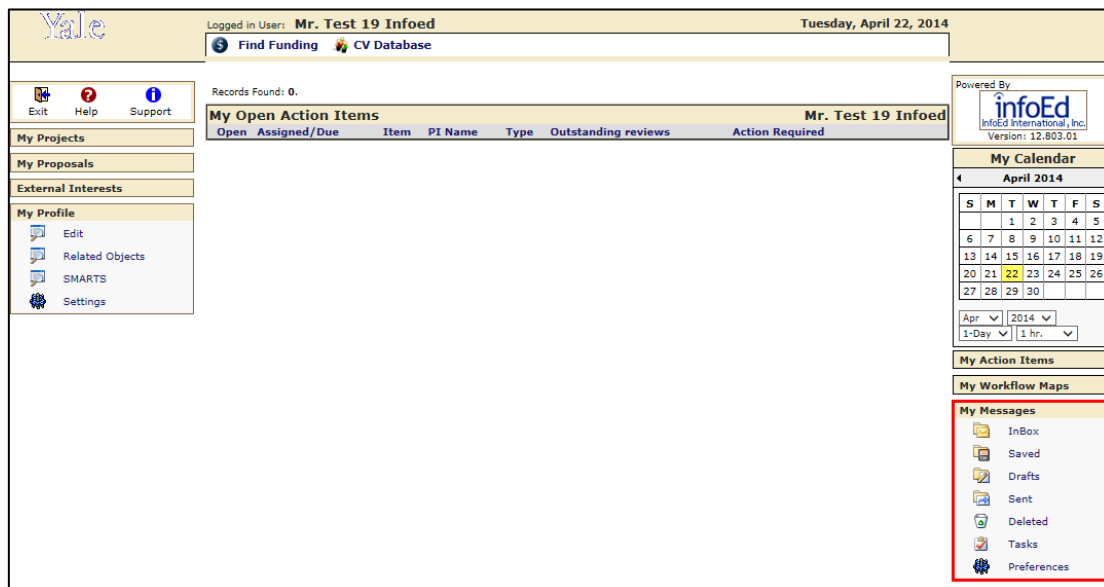 Yale
Logged in User: Mr. Test 19 Infoed
Tuesday, April 22, 2014
$ Find Funding CV Database
Exit Help Support
My Projects
My Proposals
External Interests
My Profile
Edit
Related Objects
SMARTS
Settings
Records Found: 0.
My Open Action Items Mr. Test 19 Infoed
Open Assigned/Due Item PI Name Type Outstanding reviews Action Required
Powered By
infoEd
InfoEd International, Inc.
Version: 12.803.01
My Calendar
April 2014
S M T W T F S
1 2 3 4 5
6 7 8 9 10 11 12
13 14 15 16 17 18 19
20 21 22 23 24 25 26
27 28 29 30
Apr 2014
1-Day 1 hr.
My Action Items
My Workflow Maps
My Messages
InBox
Saved
Drafts
Sent
Deleted
Tasks
Preferences